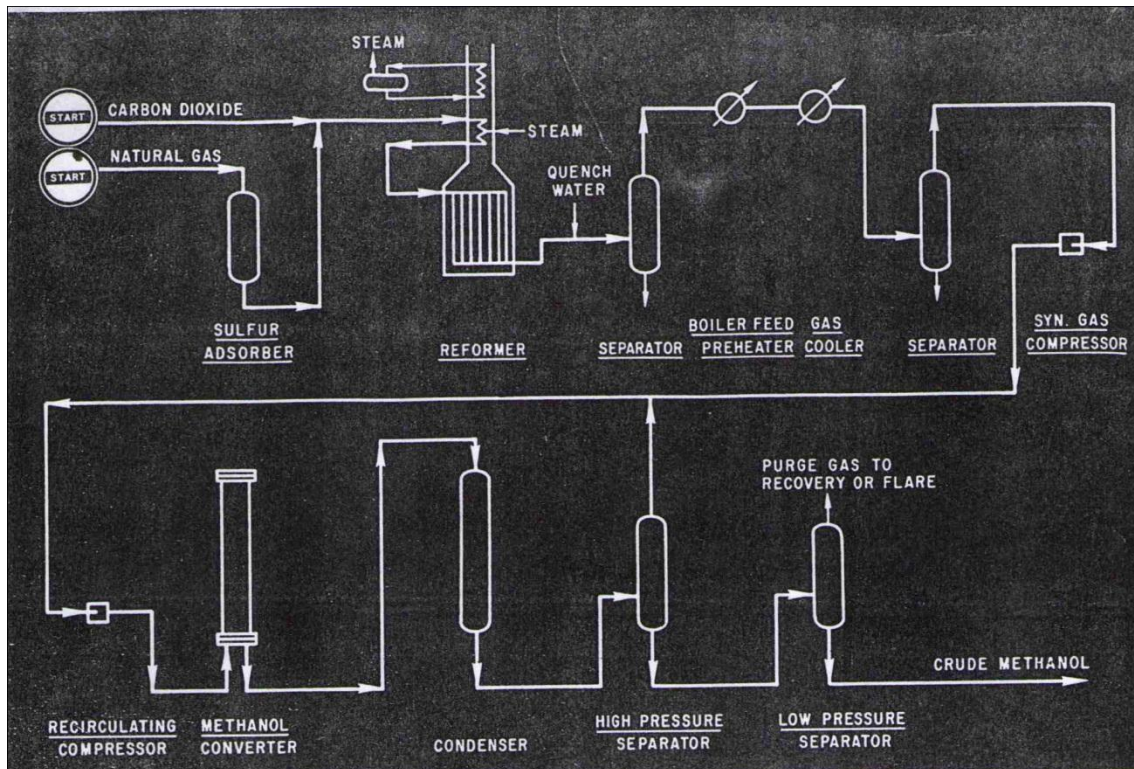 STEAM
START
CARBON DIOXIDE
STEAM
START
NATURAL GAS
QUENCH
WATER
SULFUR
ADSORBER
REFORMER
SEPARATOR
BOILER FEED
PREHEATER
GAS
COOLER
SEPARATOR
SYN. GAS
COMPRESSOR
PURGE GAS TO
RECOVERY OR FLARE
CRUDE METHANOL
RECIRCULATING
COMPRESSOR
METHANOL
CONVERTER
CONDENSER
HIGH PRESSURE
SEPARATOR
LOW PRESSURE
SEPARATOR